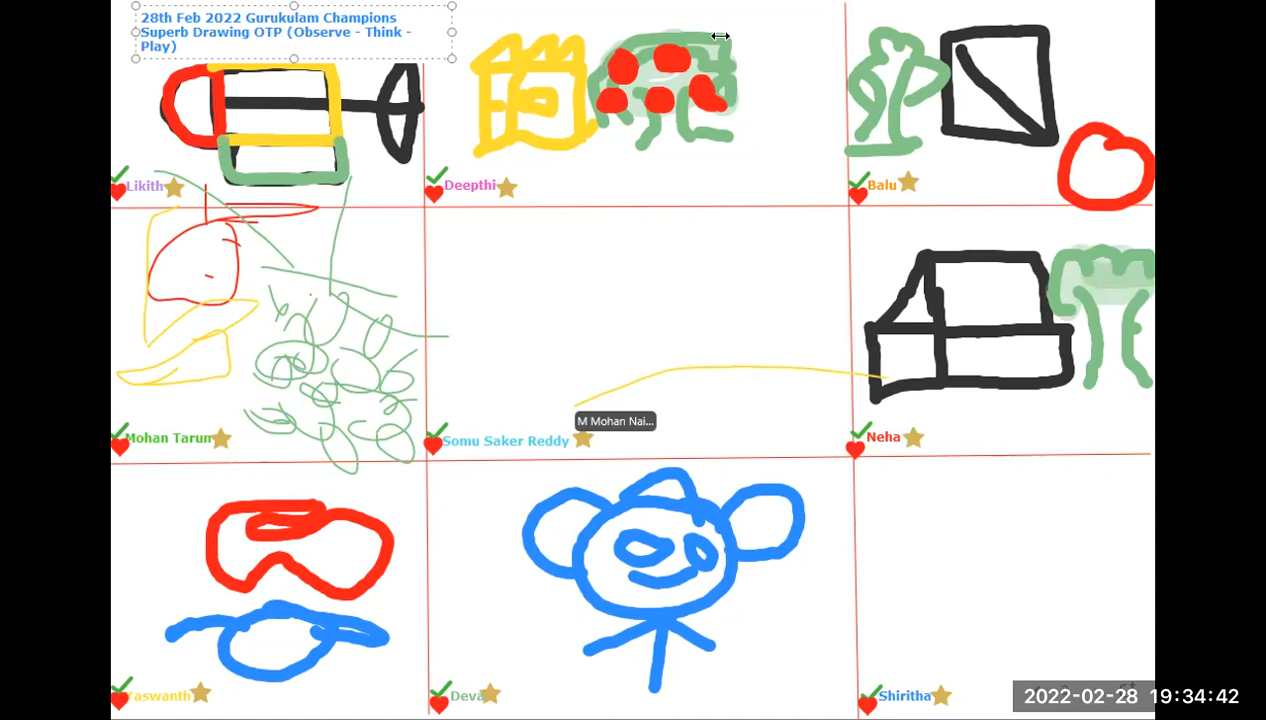 28th Feb 2022 Gurukulam Champions
Superb Drawing OTP (Observe - Think -
Play)
Likith
Deepthi
Balu
Mohan Tarun
M Mohan Nai...
Somu Saker Reddy
Neha
Yaswanth
Deva
Shiritha
2022-02-28 19:34:42